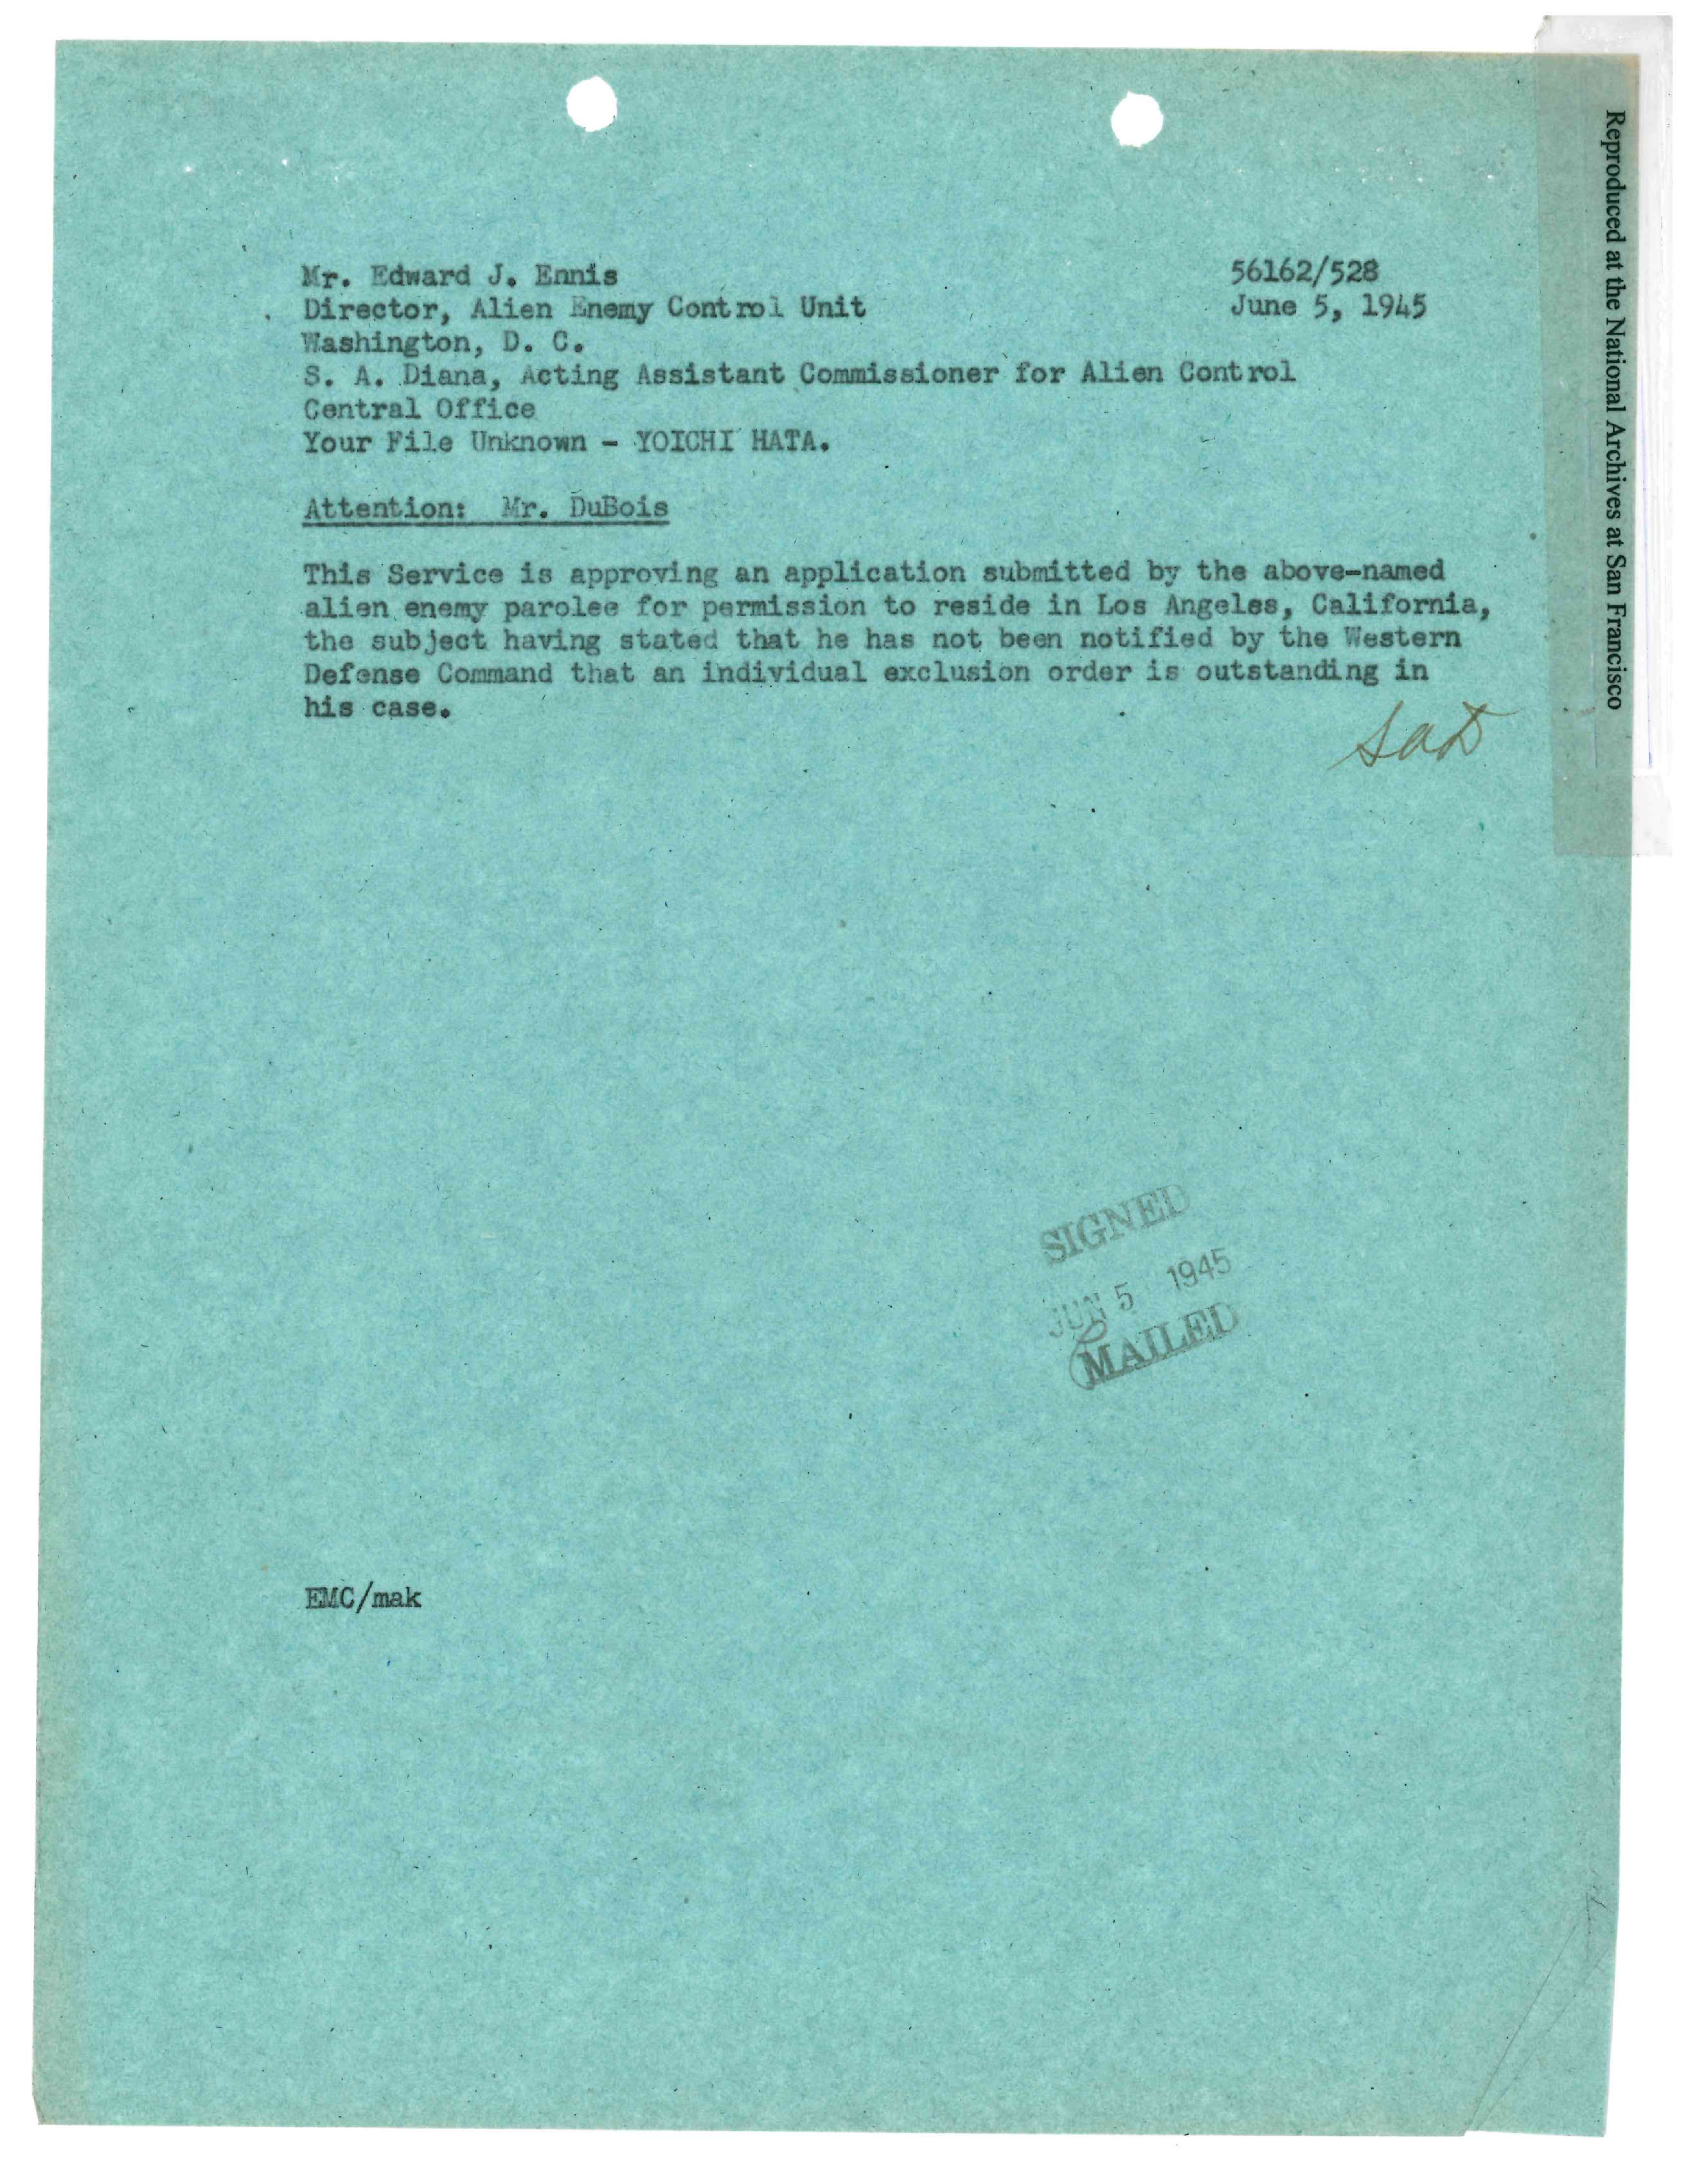 Mr. Edward J. Ennis
Director, Alien Enemy Control Unit
Washington, D. C.
S. A. Diana, Acting Assistant Commissioner for Alien Control
Central Office
Your File Unknown - YOICHI HATA.
56162/528
June 5, 1945
Attention: Mr. DuBois
This Service is approving an application submitted by the above-named
alien enemy parolee for permission to reside in Los Angeles, California,
the subject having stated that he has not been notified by the Western
Defense Command that an individual exclusion order is outstanding in
his case.
sad
SIGNED
JUN 5 1945
MAILED
EMC/mak
Reproduced at the National Archives at San Francisco